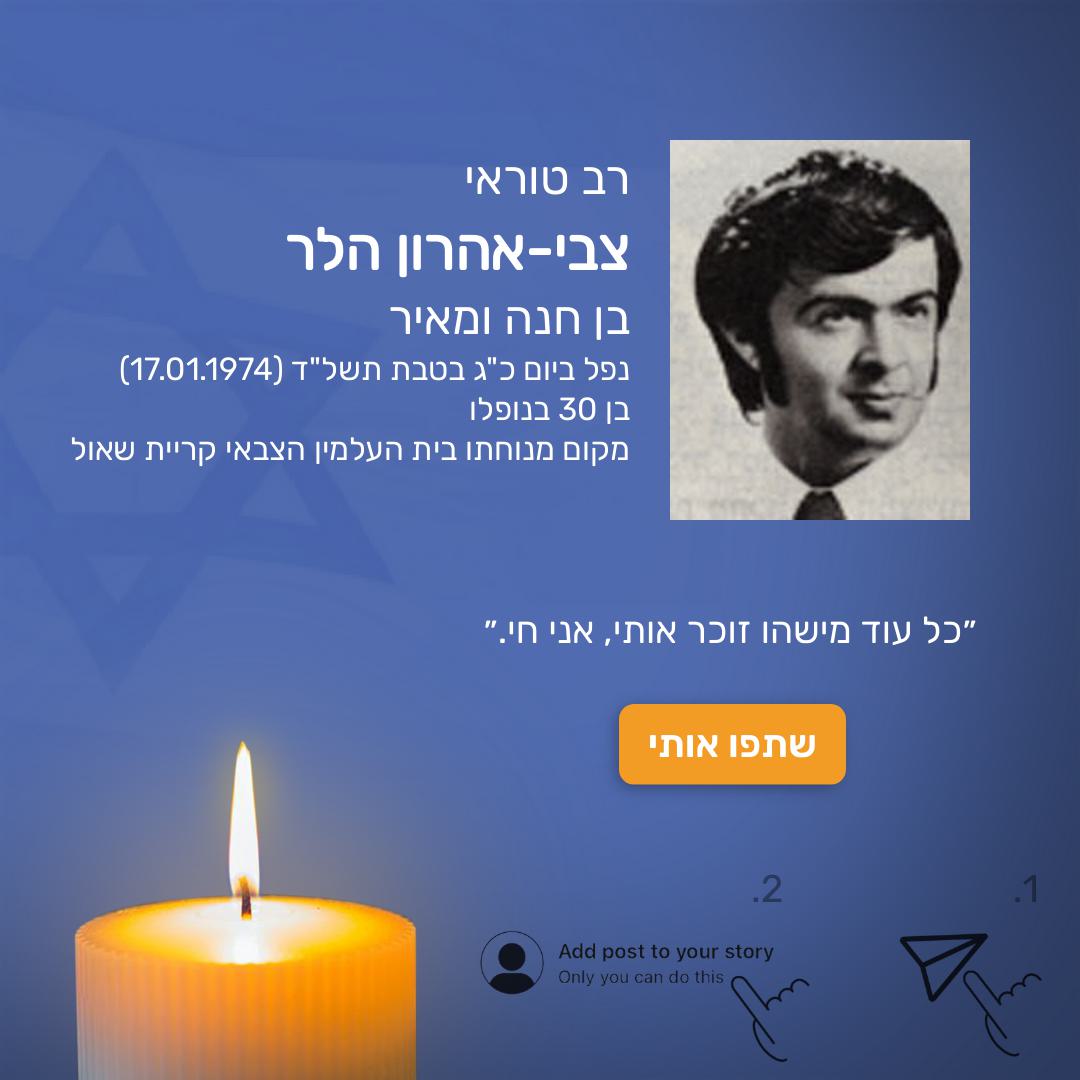 רב טוראי
צבי-אהרון הלר
בן חנה ומאיר
נפל ביום כ"ג בטבת תשל"ד (17.01.1974)
בן 30 בנופלו
מקום מנוחתו בית העלמין הצבאי קריית שאול
״כל עוד מישהו זוכר אותי, אני חי.״
שתפו אותי
1.
2.
Add post to your story
Only you can do this